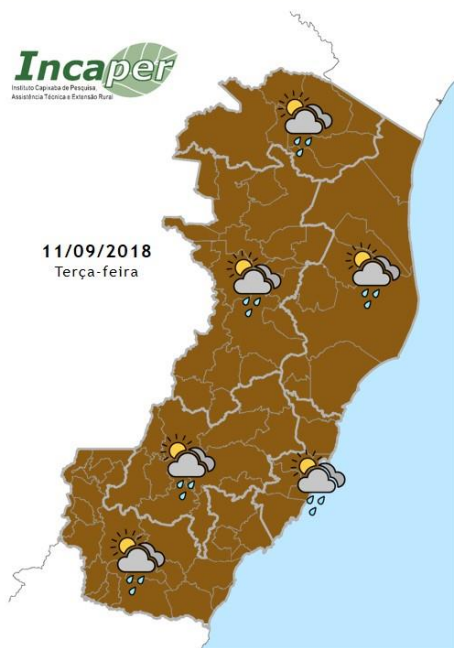 Incaper
Instituto Capixaba de Pesquisa,
Assistência Técnica e Extensão Rural
11/09/2018
Terça-feira